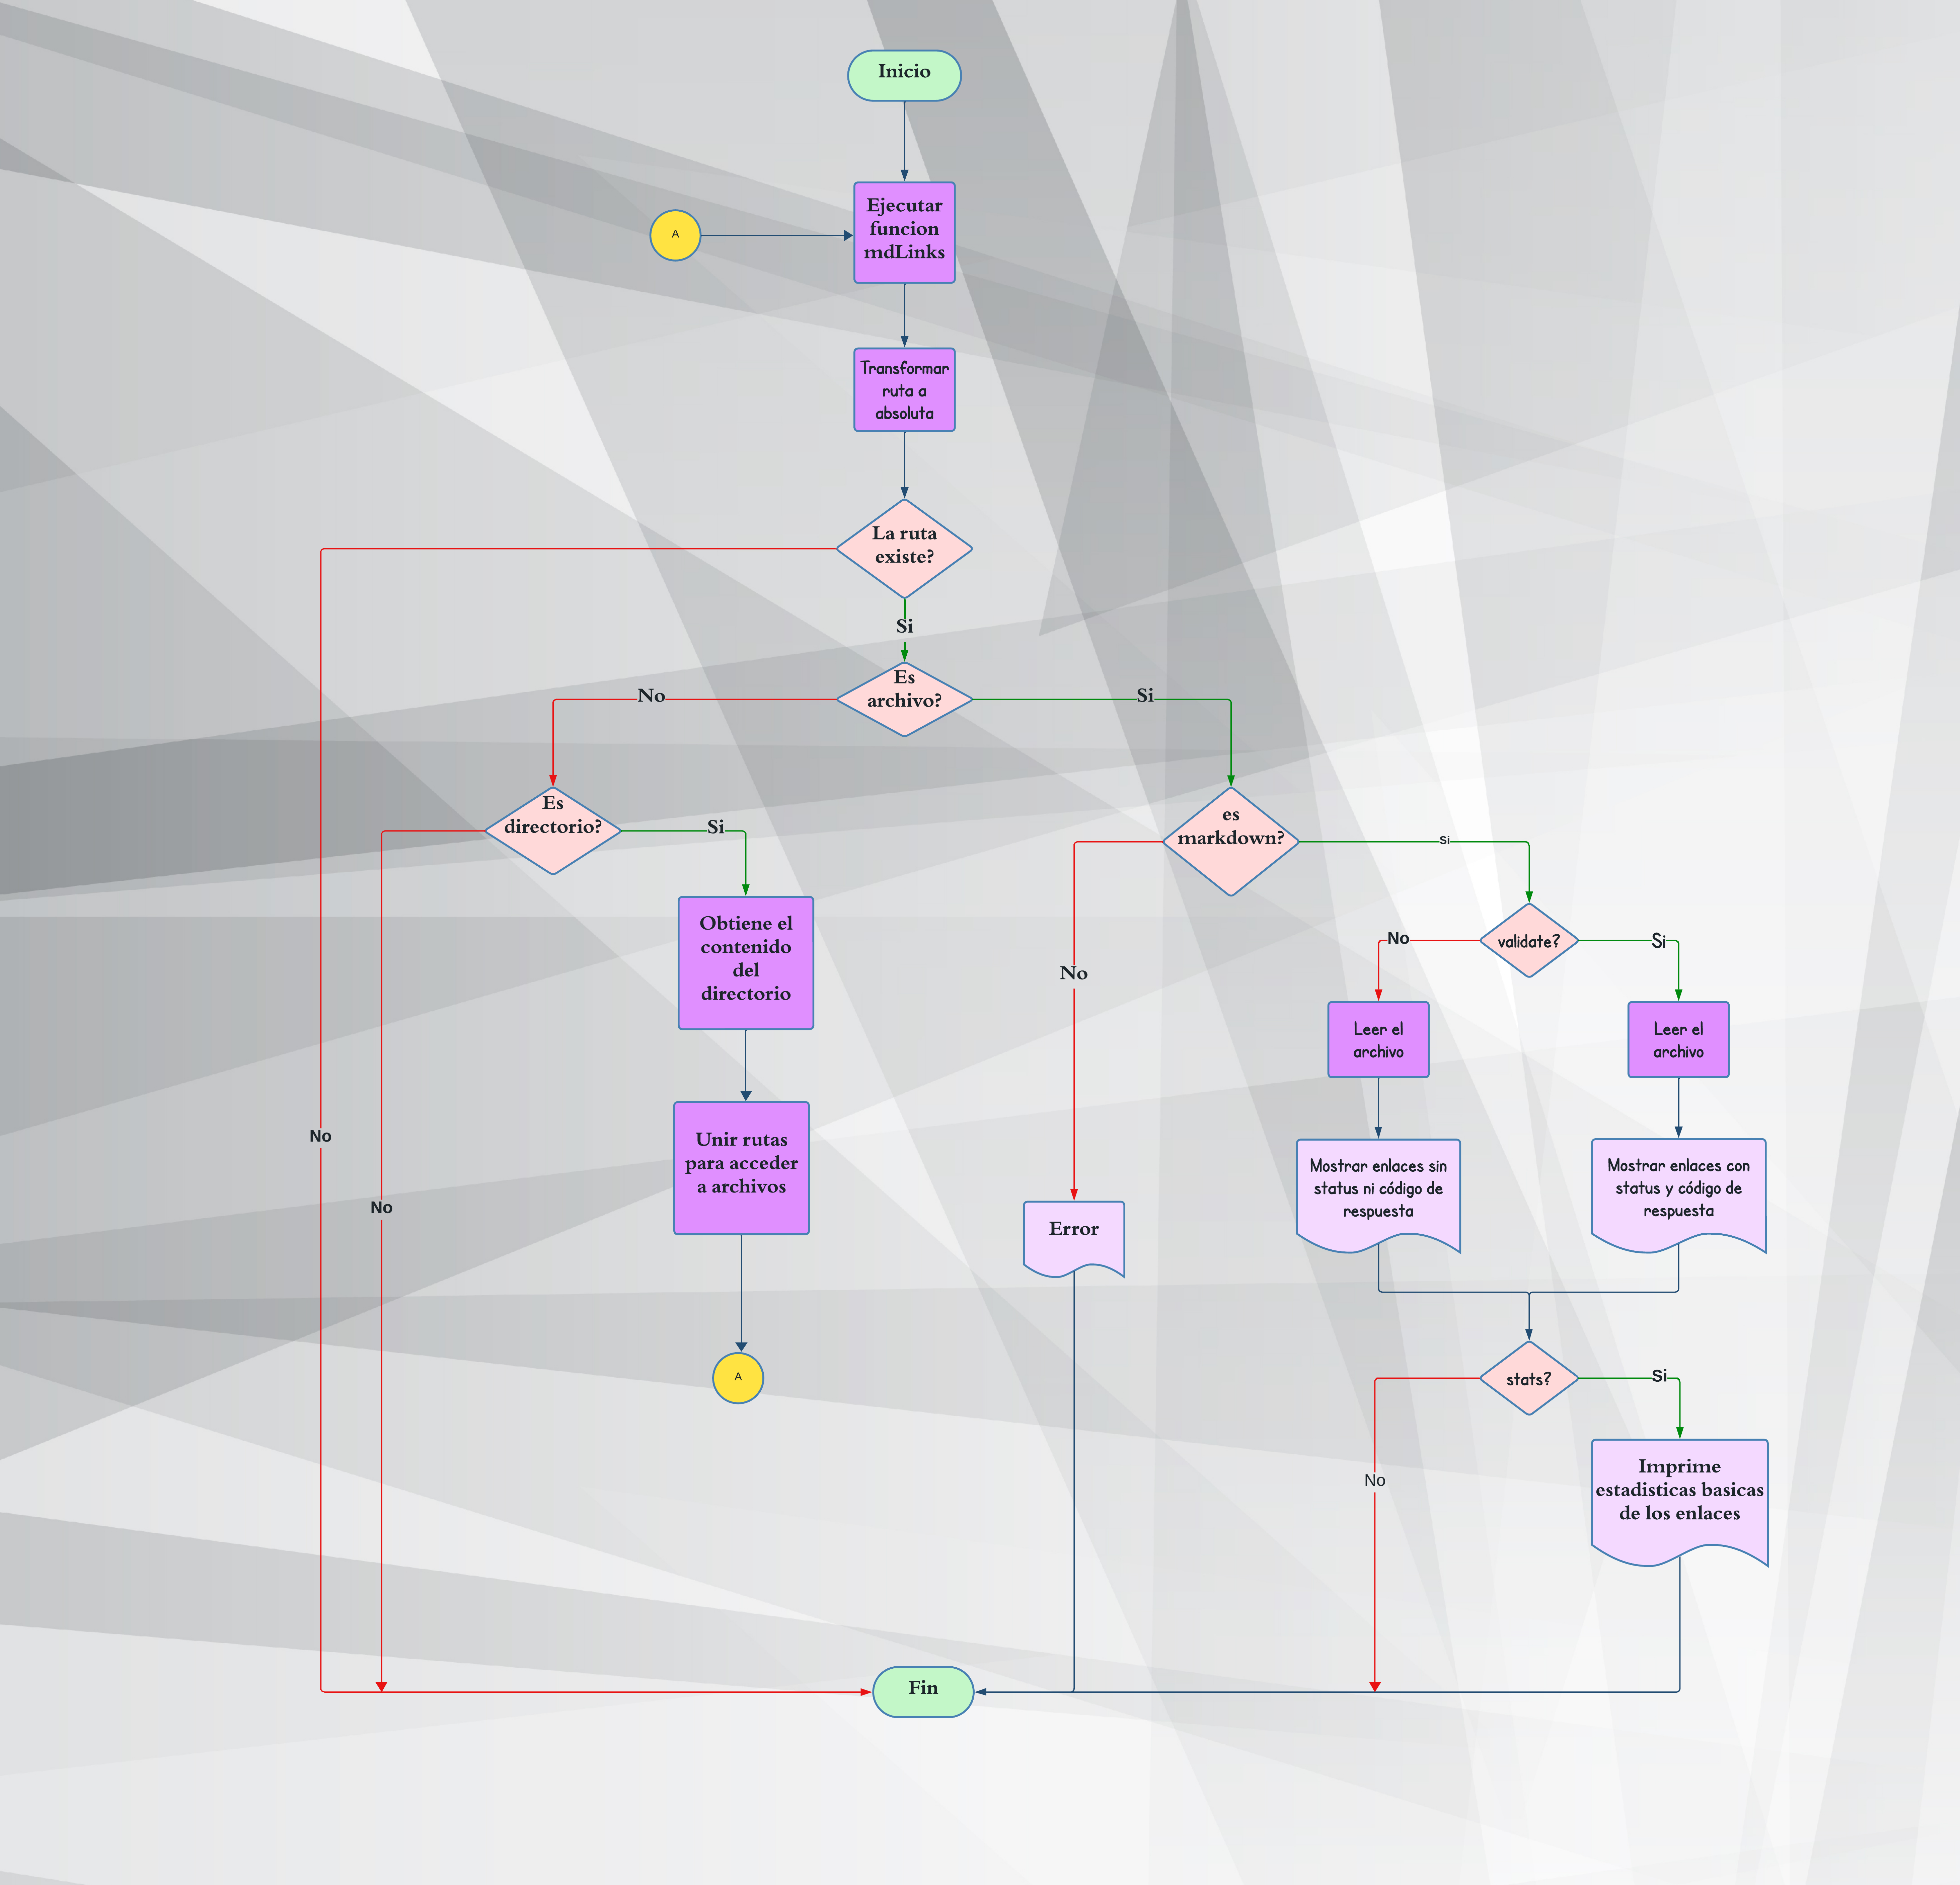 Inicio
Ejecutar
funcion
mdLinks
A
Transformar
ruta a
absoluta
La ruta
existe?
Si
Es
archivo?
No
Si
Es
directorio?
Si
es
markdown?
Si
Obtiene el
contenido
del
directorio
No
validate?
No
Si
Leer el
archivo
Leer el
archivo
No
No
Unir rutas
para acceder
a archivos
Error
Mostrar enlaces sin
status ni código de
respuesta
Mostrar enlaces con
status y código de
respuesta
A
stats?
Si
No
Imprime
estadisticas basicas
de los enlaces
Fin